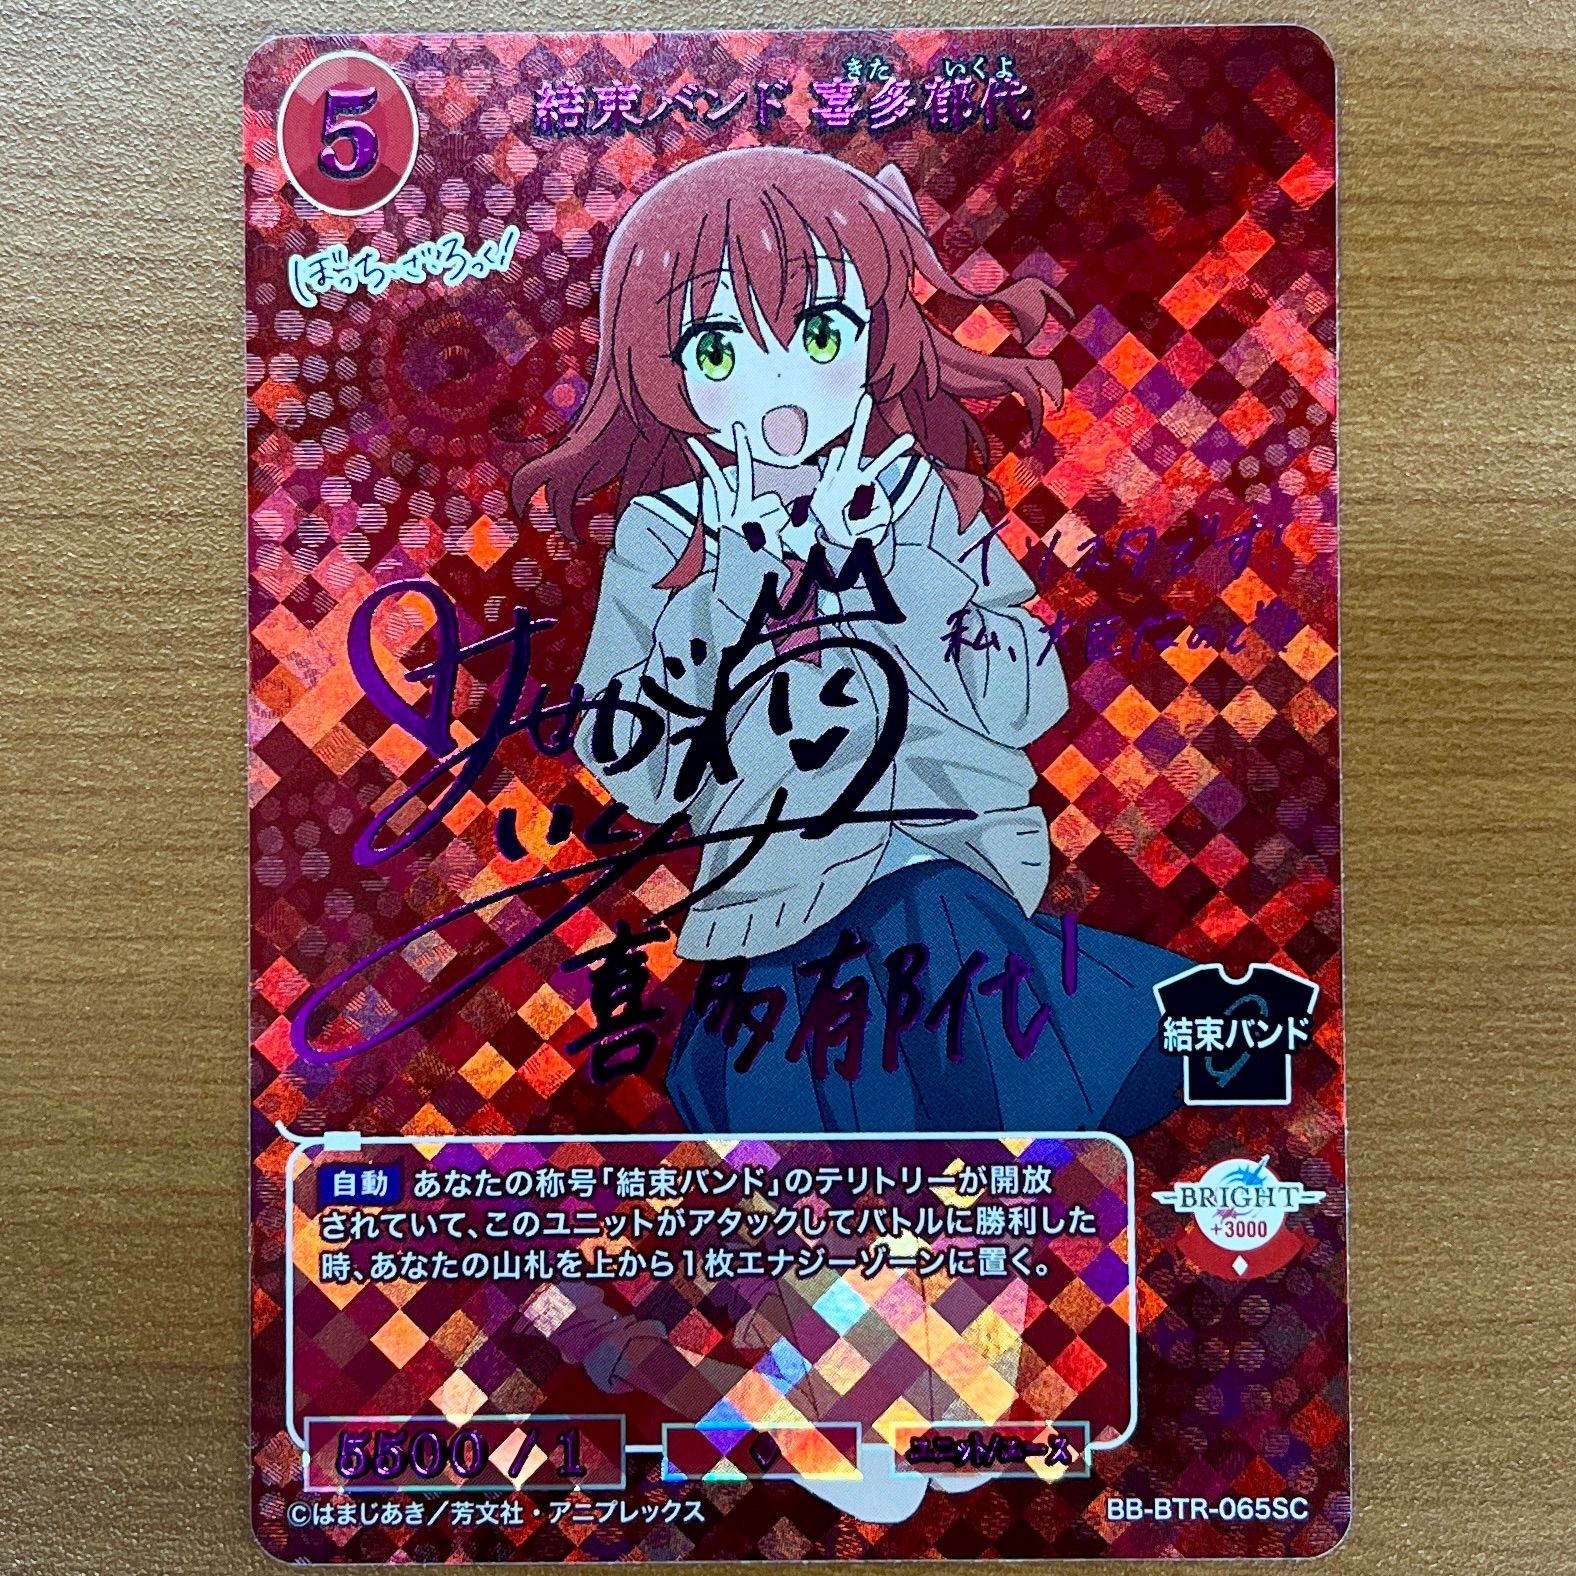 5
きた いくよ
結束バンド 喜多郁代
ぼっち・ざ・ろっく!
イソスタです!
私、大臣なので!!
喜多郁代!
結束バンド
自動 あなたの称号「結束バンド」のテリトリーが開放
されていて、このユニットがアタックしてバトルに勝利した
時、あなたの山札を上から1枚エナジーゾーンに置く。
BRIGHT
+3000
5500 / 1
ユニット/ユース
©はまじあき/芳文社・アニプレックス
BB-BTR-065SC